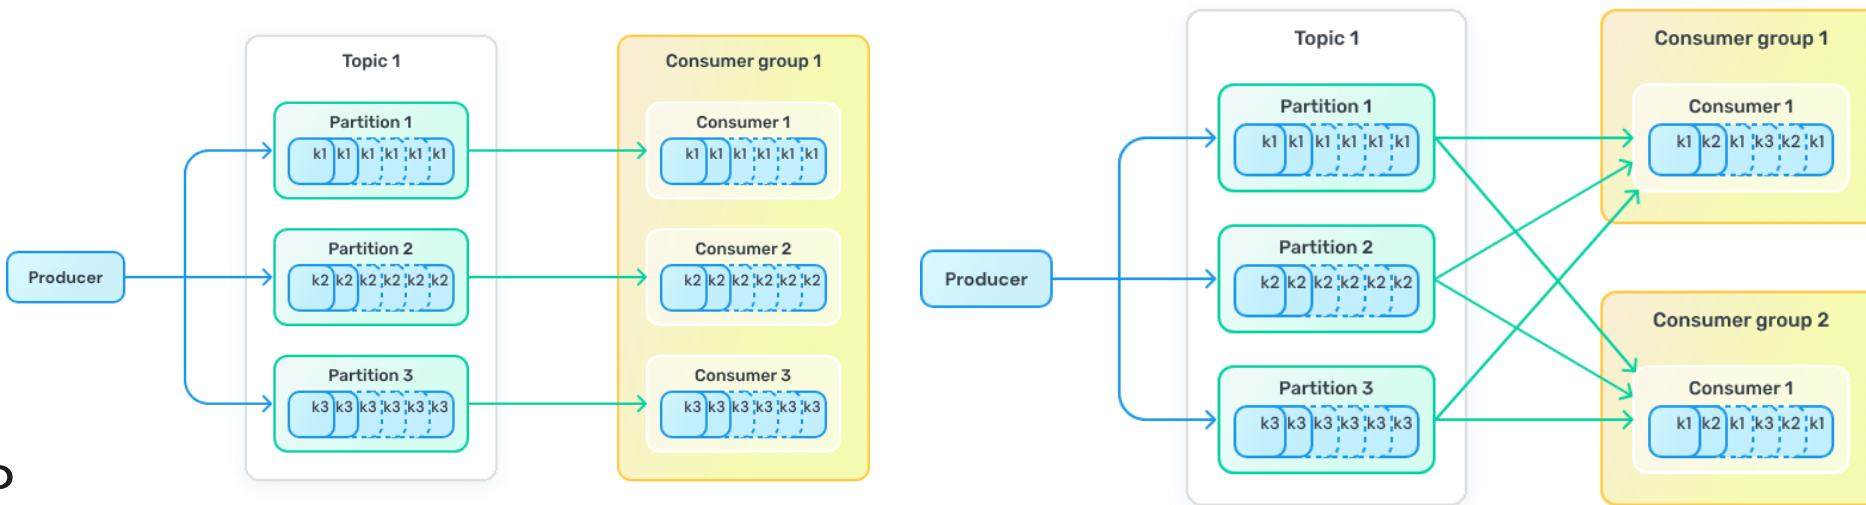 Topic 1
Consumer group 1
Partition 1
k1 k1 k1 k1 k1 k1
Consumer 1
k1 k1 k1 k1 k1 k1
Producer
Partition 2
k2 k2 k2 k2 k2 k2
Consumer 2
k2 k2 k2 k2 k2 k2
Partition 3
k3 k3 k3 k3 k3 k3
Consumer 3
k3 k3 k3 k3 k3 k3
Topic 1
Consumer group 1
Partition 1
k1 k1 k1 k1 k1 k1
Consumer 1
k1 k2 k1 k3 k2 k1
Producer
Partition 2
k2 k2 k2 k2 k2 k2
Consumer group 2
Partition 3
k3 k3 k3 k3 k3 k3
Consumer 1
k1 k2 k1 k3 k2 k1